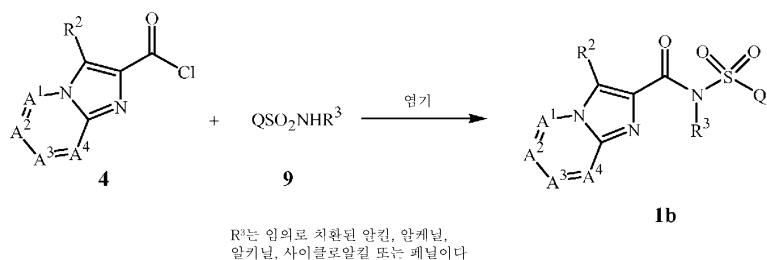 R² O Cl
A¹ N N
A² A³ A⁴
4
+
QSO₂NHR³
9
염기
R² O O O S Q
A¹ N N N R³
A² A³ A⁴
1b
R³는 임의로 치환된 알킬, 알케닐,
알키닐, 사이클로알킬 또는 페닐이다